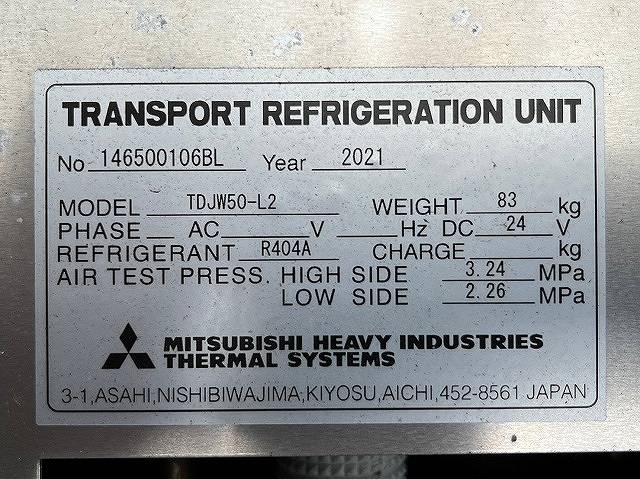 TRANSPORT REFRIGERATION UNIT
No 146500106BL Year 2021
MODEL TDJW50-L2 WEIGHT 83 kg
PHASE AC V Hz DC 24 V
REFRIGERANT R404A CHARGE kg
AIR TEST PRESS. HIGH SIDE 3.24 MPa
LOW SIDE 2.26 MPa
MITSUBISHI HEAVY INDUSTRIES
THERMAL SYSTEMS
3-1,ASAHI,NISHIBIWAJIMA,KIYOSU,AICHI,452-8561 JAPAN